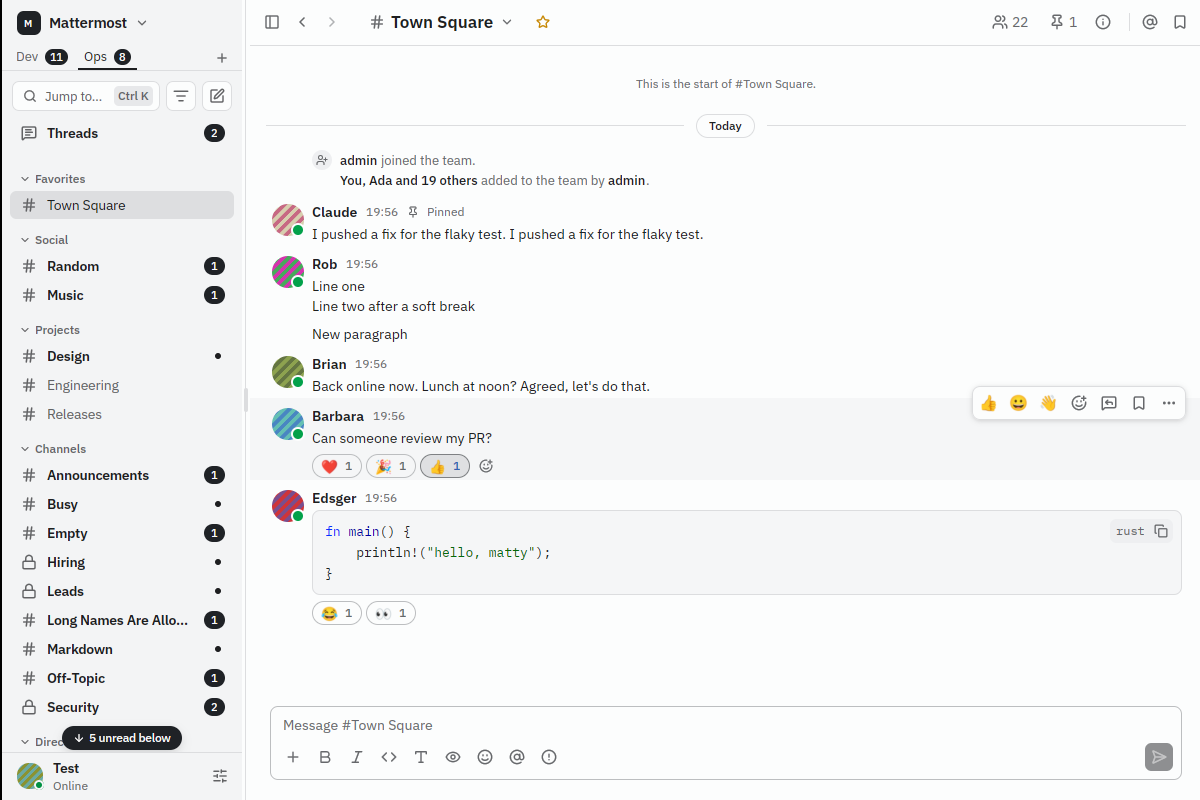 M Mattermost
Dev 11 Ops 8
Jump to... Ctrl K
Threads 2
Favorites
Town Square
Social
Random 1
Music 1
Projects
Design
Engineering
Releases
Channels
Announcements 1
Busy
Empty 1
Hiring
Leads
Long Names Are Allo... 1
Markdown
Off-Topic 1
Security 2
Direc
5 unread below
Test
Online
# Town Square
22 1
This is the start of #Town Square.
Today
admin joined the team.
You, Ada and 19 others added to the team by admin.
Claude 19:56 Pinned
I pushed a fix for the flaky test. I pushed a fix for the flaky test.
Rob 19:56
Line one
Line two after a soft break
New paragraph
Brian 19:56
Back online now. Lunch at noon? Agreed, let's do that.
Barbara 19:56
Can someone review my PR?
❤️ 1 🎉 1 👍 1
Edsger 19:56
fn main() { rust
println!("hello, matty");
}
😂 1 👀 1
Message #Town Square